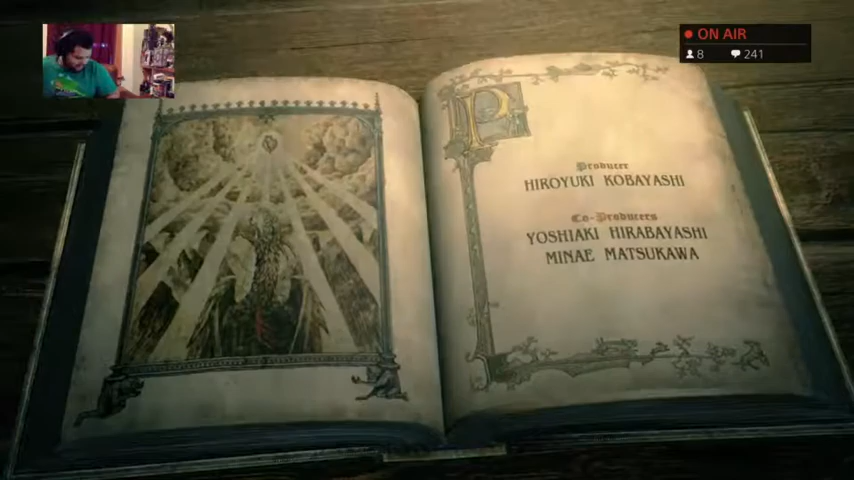 ON AIR
8 241
P
Producer
HIROYUKI KOBAYASHI
Co-Producers
YOSHIAKI HIRABAYASHI
MINAE MATSUKAWA